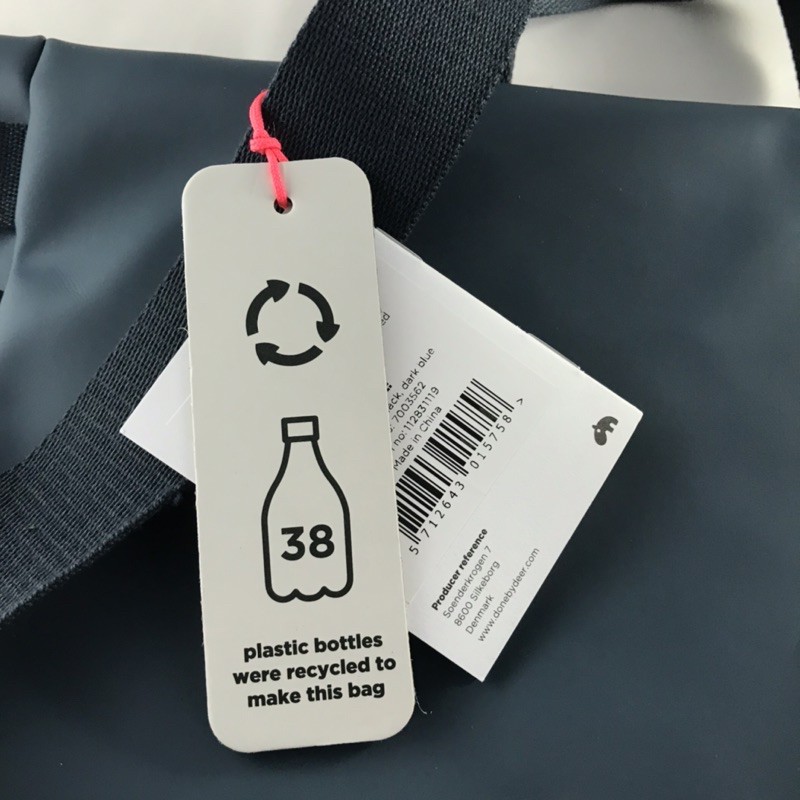 38
plastic bottles
were recycled to
make this bag
dark blue
7003562
no: 112831119
Made in China
5 712643 015758 >
Producer reference
Soenderkrogen 7
8600 Silkeborg
Denmark
www.donebydeer.com